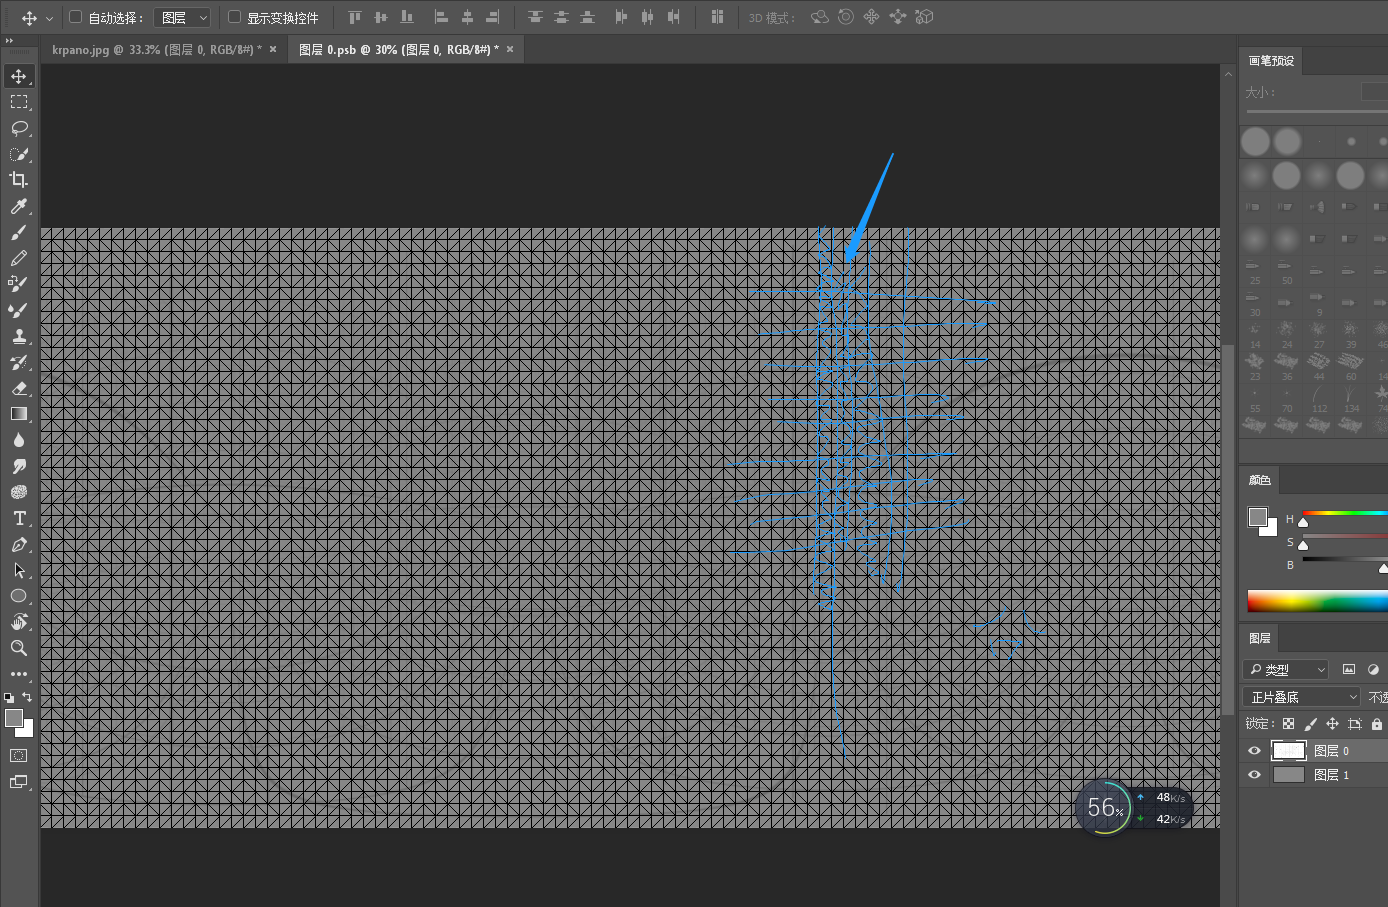 自动选择： 图层 显示变换控件 3D 模式：
krpano.jpg @ 33.3% (图层 0, RGB/8#) * × 图层 0.psb @ 30% (图层 0, RGB/8#) * ×
画笔预设
大小：
25 50
30 9
14 24 27 39 46
23 36 44 60 14
55 70 112 134 74
颜色
H
S
B
图层
类型
正片叠底 不透
锁定：
图层 0
图层 1
56%
48K/s
42K/s